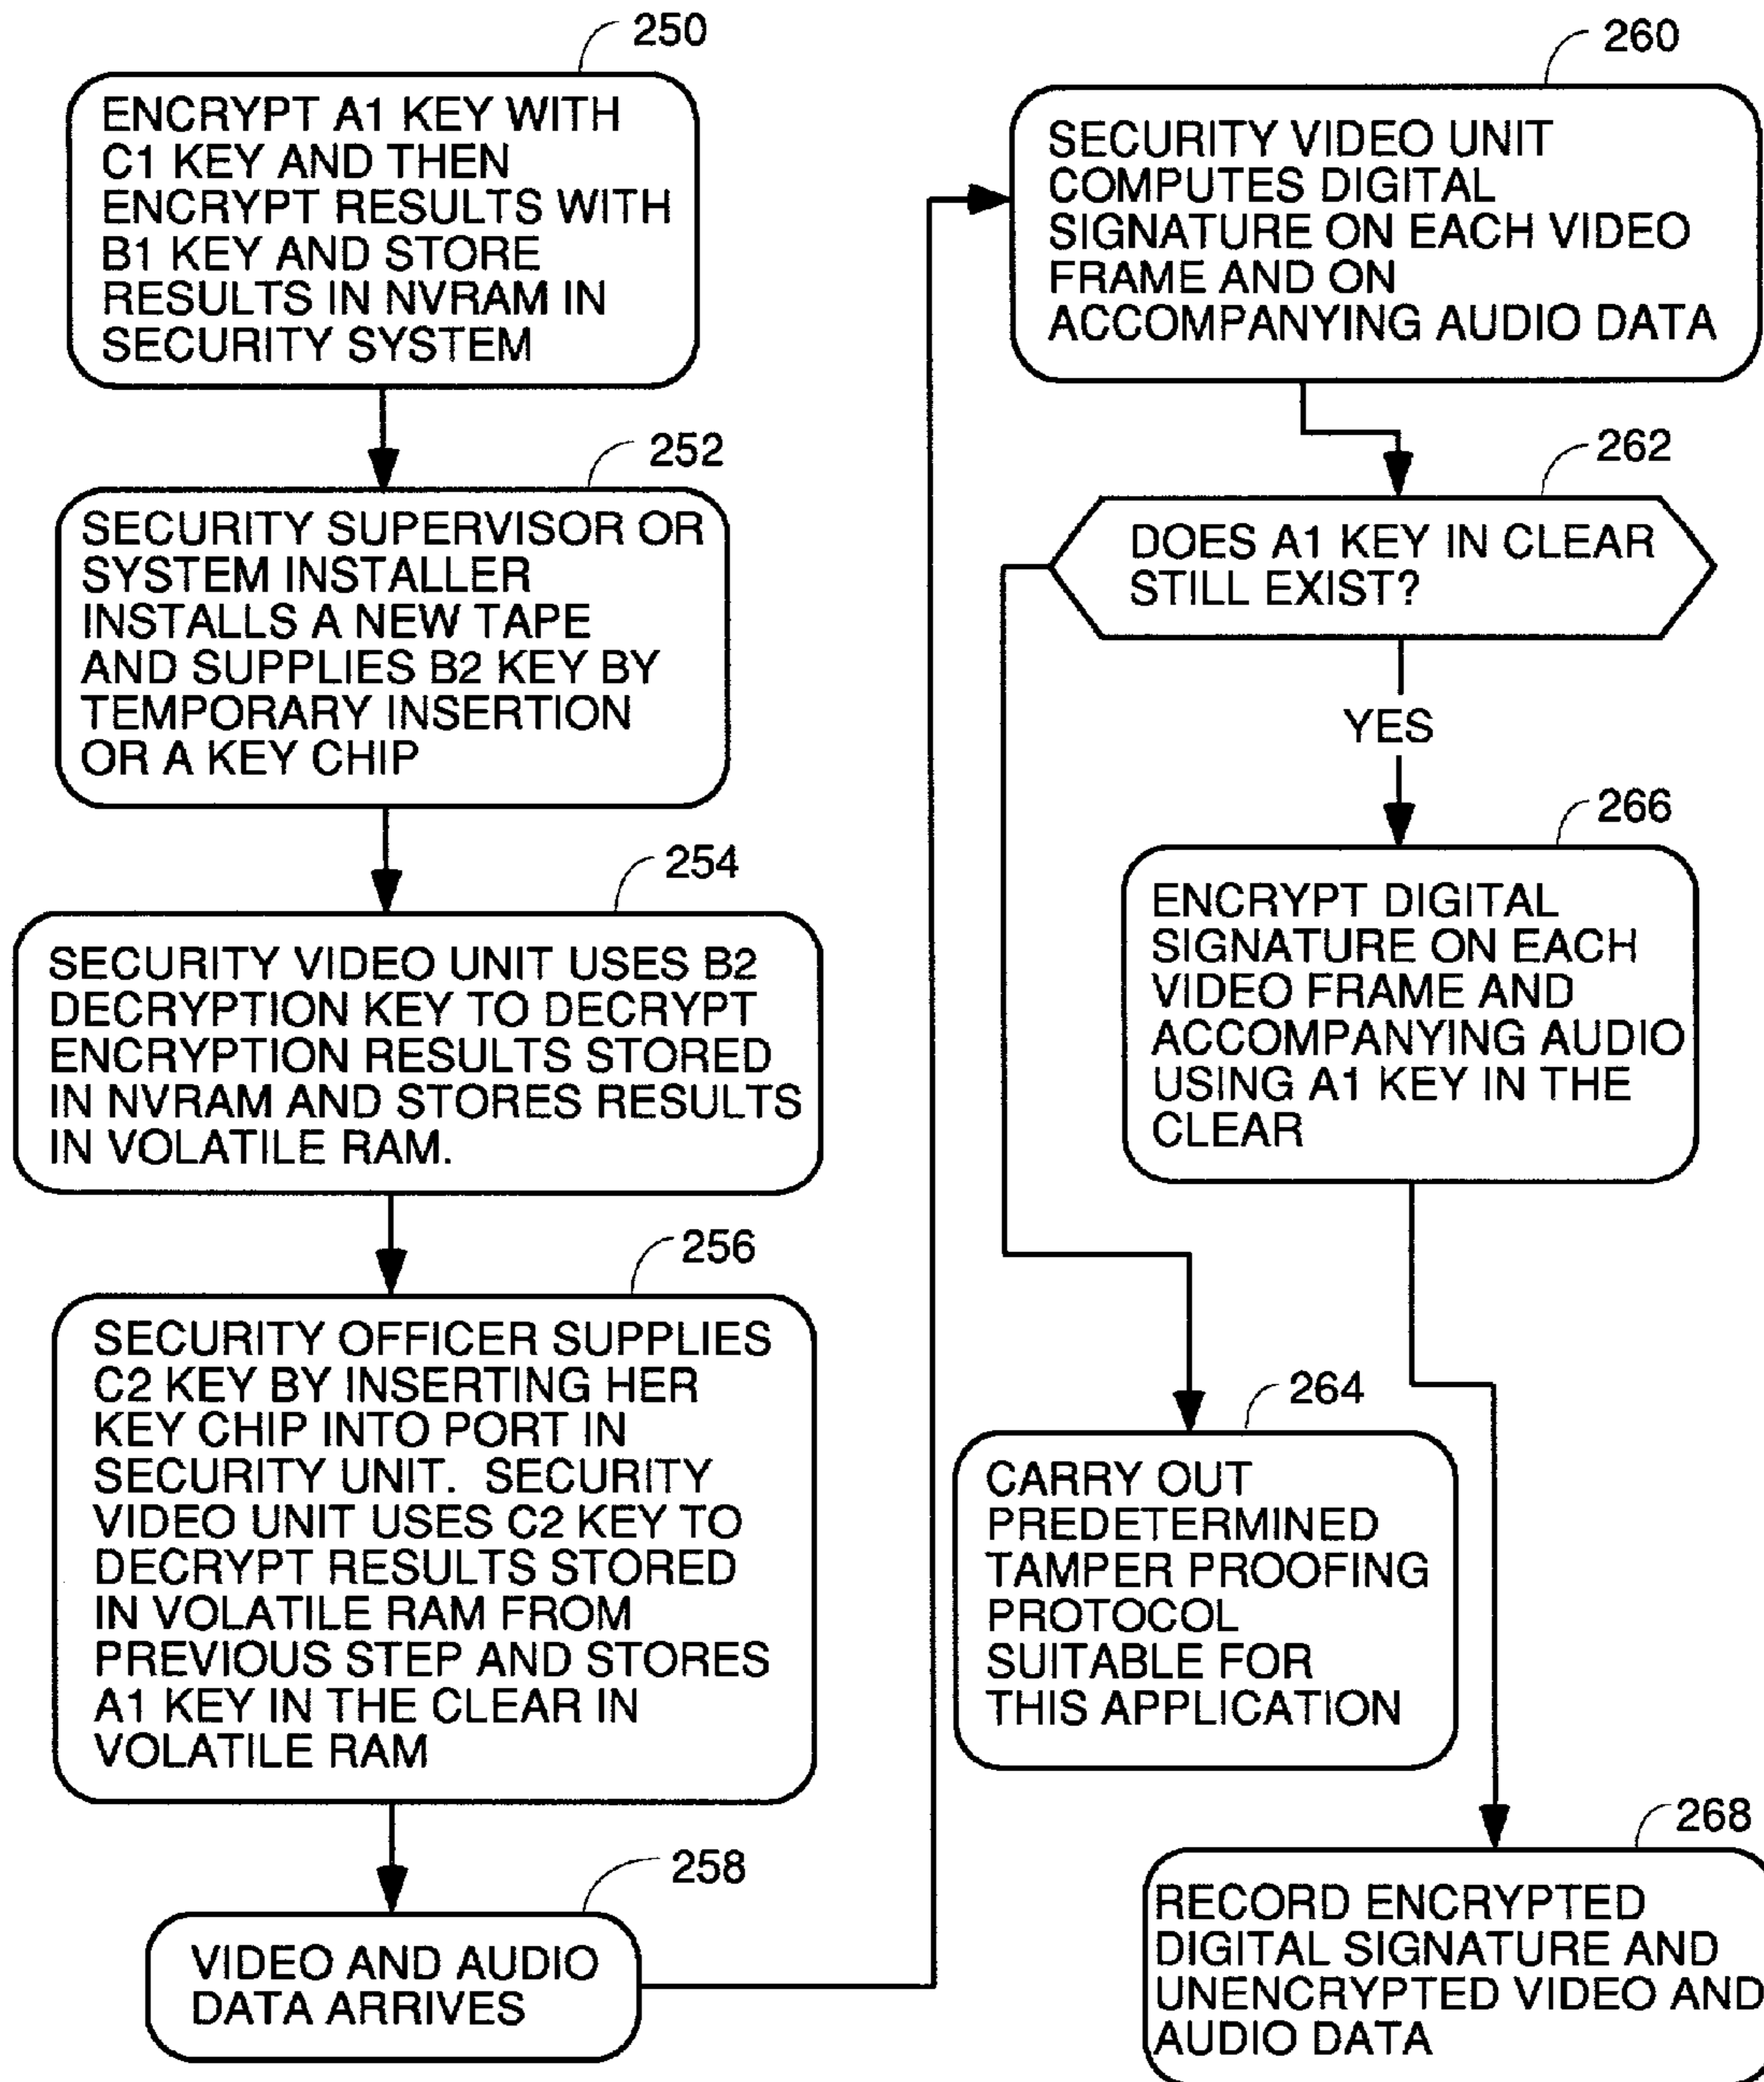 250
ENCRYPT A1 KEY WITH
C1 KEY AND THEN
ENCRYPT RESULTS WITH
B1 KEY AND STORE
RESULTS IN NVRAM IN
SECURITY SYSTEM
252
SECURITY SUPERVISOR OR
SYSTEM INSTALLER
INSTALLS A NEW TAPE
AND SUPPLIES B2 KEY BY
TEMPORARY INSERTION
OR A KEY CHIP
254
SECURITY VIDEO UNIT USES B2
DECRYPTION KEY TO DECRYPT
ENCRYPTION RESULTS STORED
IN NVRAM AND STORES RESULTS
IN VOLATILE RAM.
256
SECURITY OFFICER SUPPLIES
C2 KEY BY INSERTING HER
KEY CHIP INTO PORT IN
SECURITY UNIT. SECURITY
VIDEO UNIT USES C2 KEY TO
DECRYPT RESULTS STORED
IN VOLATILE RAM FROM
PREVIOUS STEP AND STORES
A1 KEY IN THE CLEAR IN
VOLATILE RAM
258
VIDEO AND AUDIO
DATA ARRIVES
260
SECURITY VIDEO UNIT
COMPUTES DIGITAL
SIGNATURE ON EACH VIDEO
FRAME AND ON
ACCOMPANYING AUDIO DATA
262
DOES A1 KEY IN CLEAR
STILL EXIST?
YES
266
ENCRYPT DIGITAL
SIGNATURE ON EACH
VIDEO FRAME AND
ACCOMPANYING AUDIO
USING A1 KEY IN THE
CLEAR
264
CARRY OUT
PREDETERMINED
TAMPER PROOFING
PROTOCOL
SUITABLE FOR
THIS APPLICATION
268
RECORD ENCRYPTED
DIGITAL SIGNATURE AND
UNENCRYPTED VIDEO AND
AUDIO DATA